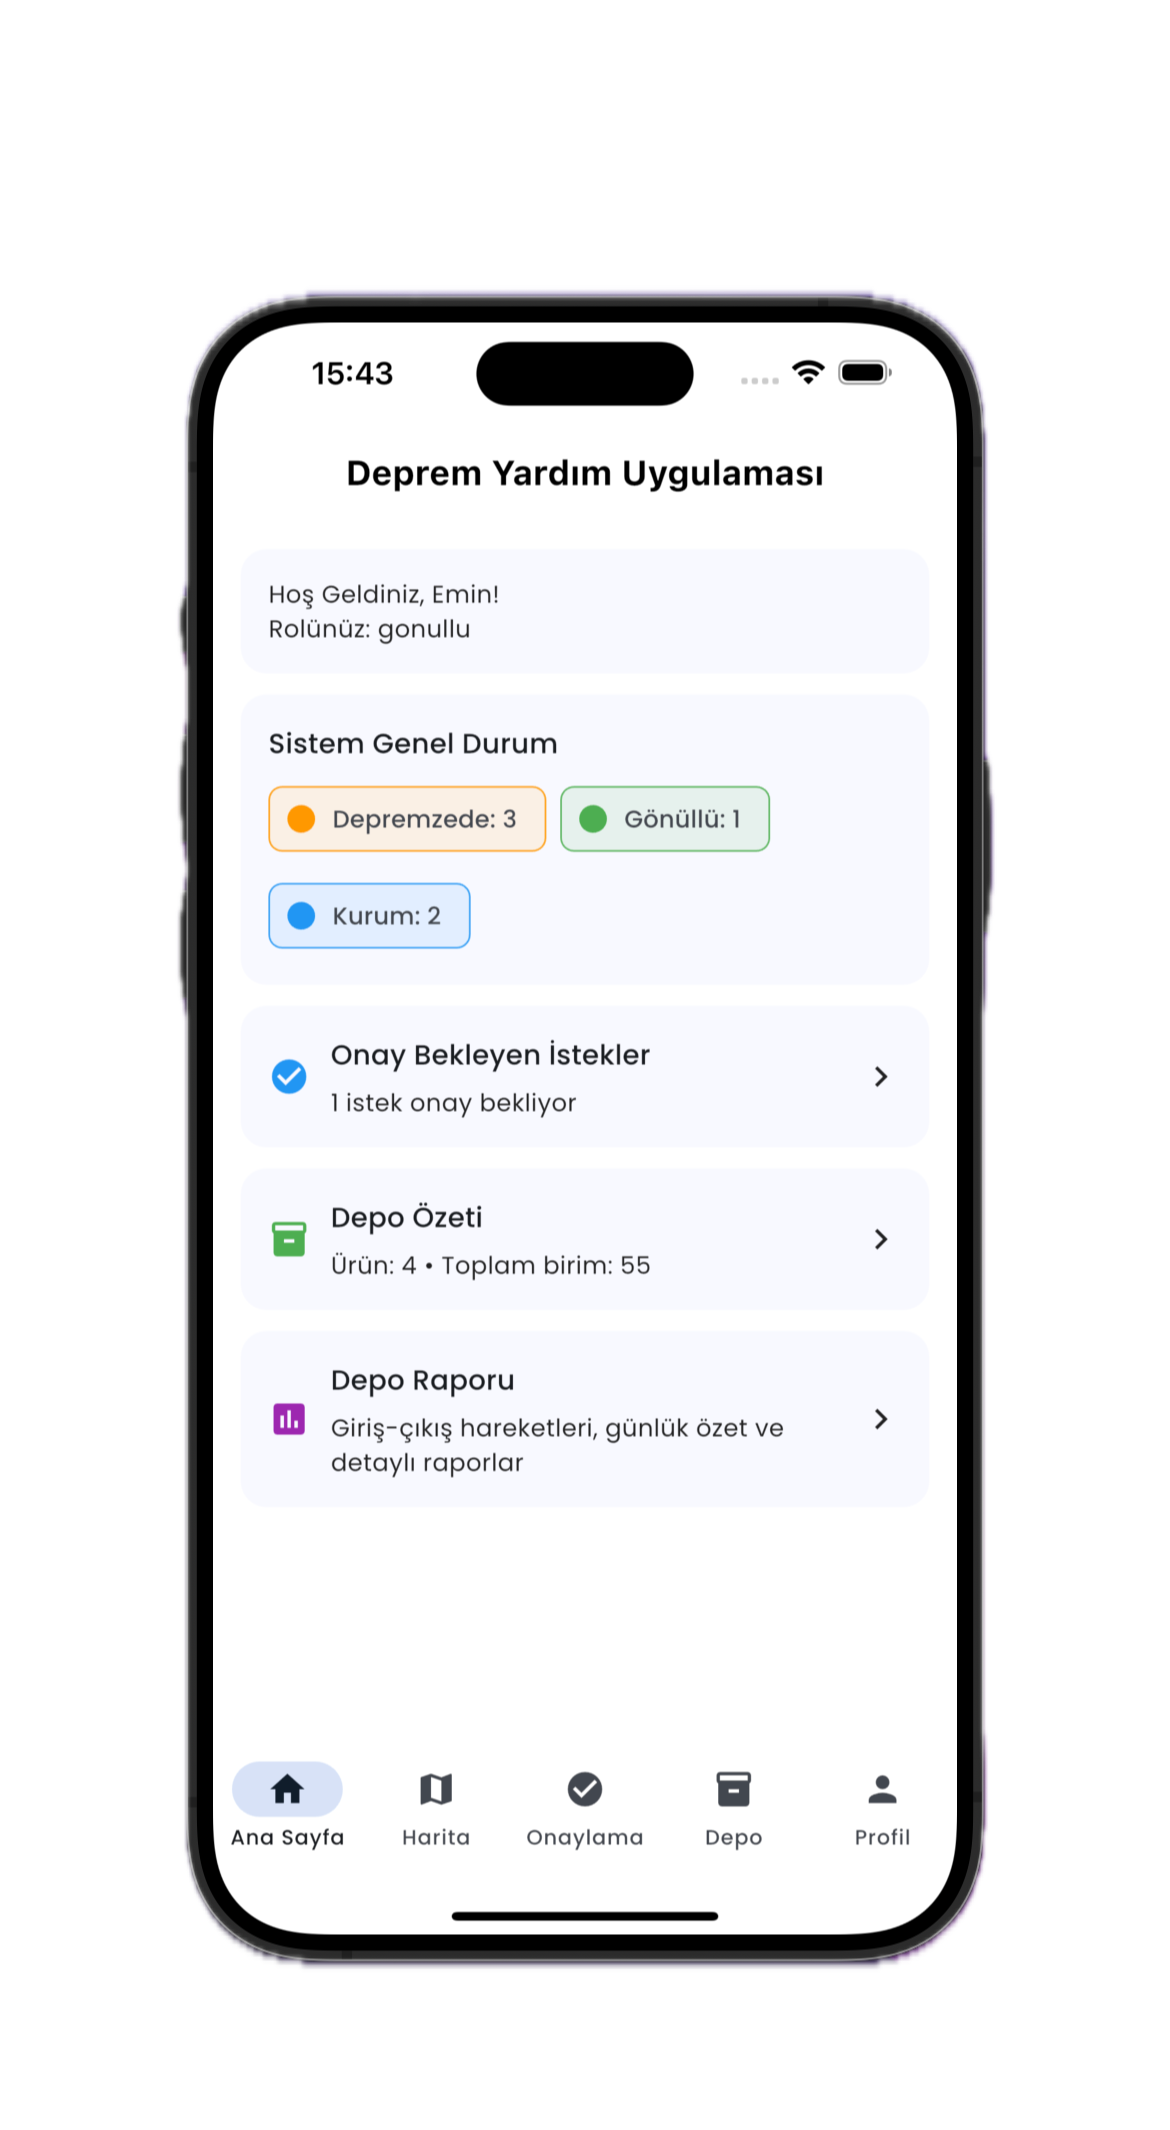 15:43
Deprem Yardım Uygulaması
Hoş Geldiniz, Emin!
Rolünüz: gonullu
Sistem Genel Durum
Depremzede: 3
Gönüllü: 1
Kurum: 2
Onay Bekleyen İstekler
1 istek onay bekliyor
Depo Özeti
Ürün: 4 • Toplam birim: 55
Depo Raporu
Giriş-çıkış hareketleri, günlük özet ve
detaylı raporlar
Ana Sayfa
Harita
Onaylama
Depo
Profil